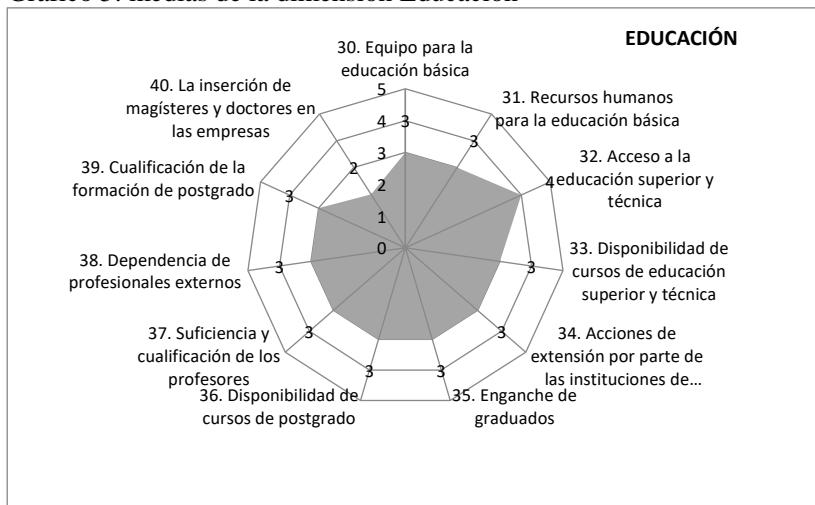 Gráfico 5: medias de la dimensión Educación
EDUCACIÓN
30. Equipo para la
educación básica
31. Recursos humanos
para la educación básica
32. Acceso a la
educación superior y
técnica
33. Disponibilidad de
cursos de educación
superior y técnica
34. Acciones de
extensión por parte de
las instituciones de…
35. Enganche de
graduados
36. Disponibilidad de
cursos de postgrado
37. Suficiencia y
cualificación de los
profesores
38. Dependencia de
profesionales externos
39. Cualificación de la
formación de postgrado
40. La inserción de
magísteres y doctores en
las empresas
5
4
3
2
1
0
3
3
4
3
3
3
3
3
3
3
2